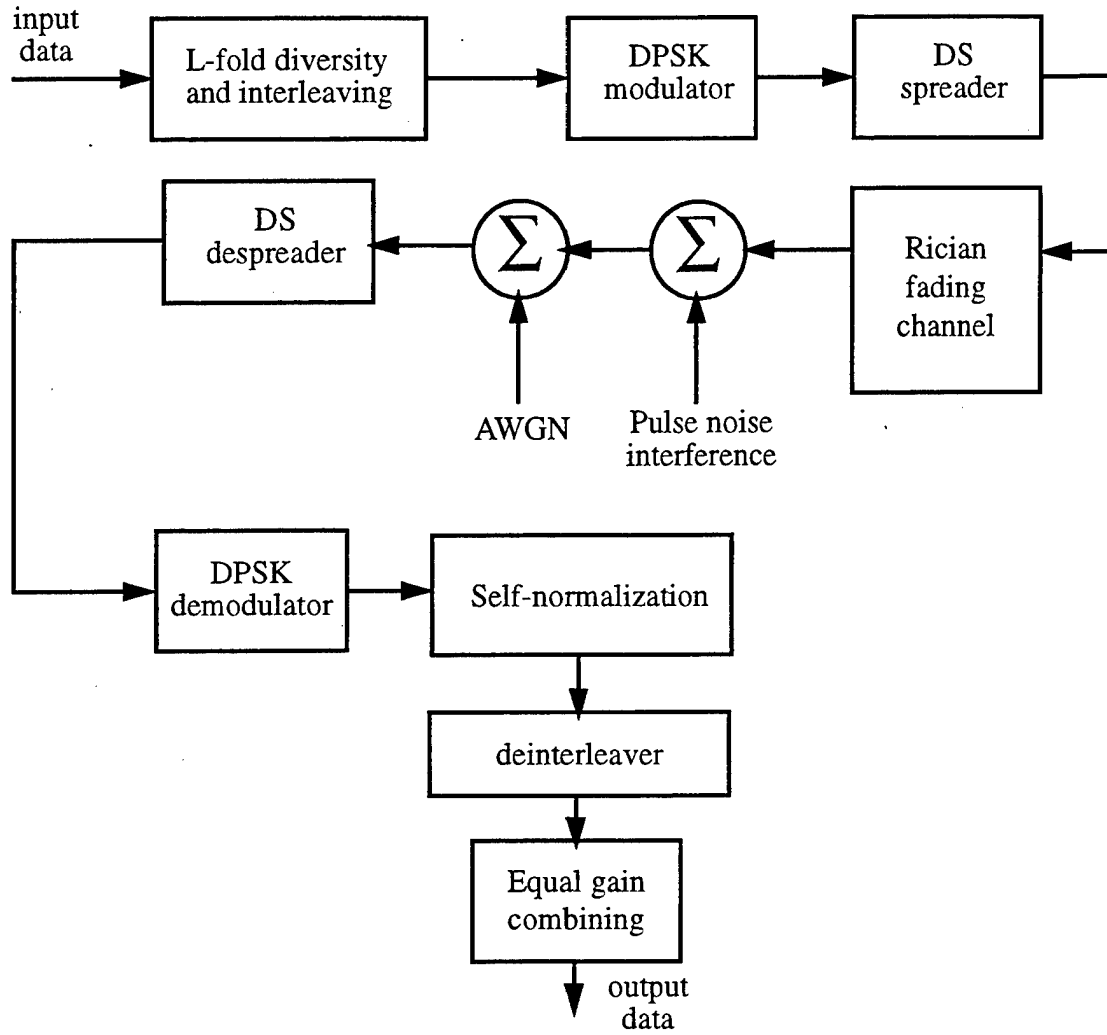 input
data
L-fold diversity
and interleaving
DPSK
modulator
DS
spreader
DS
despreader
Σ
Σ
Rician
fading
channel
AWGN
Pulse noise
interference
DPSK
demodulator
Self-normalization
deinterleaver
Equal gain
combining
output
data